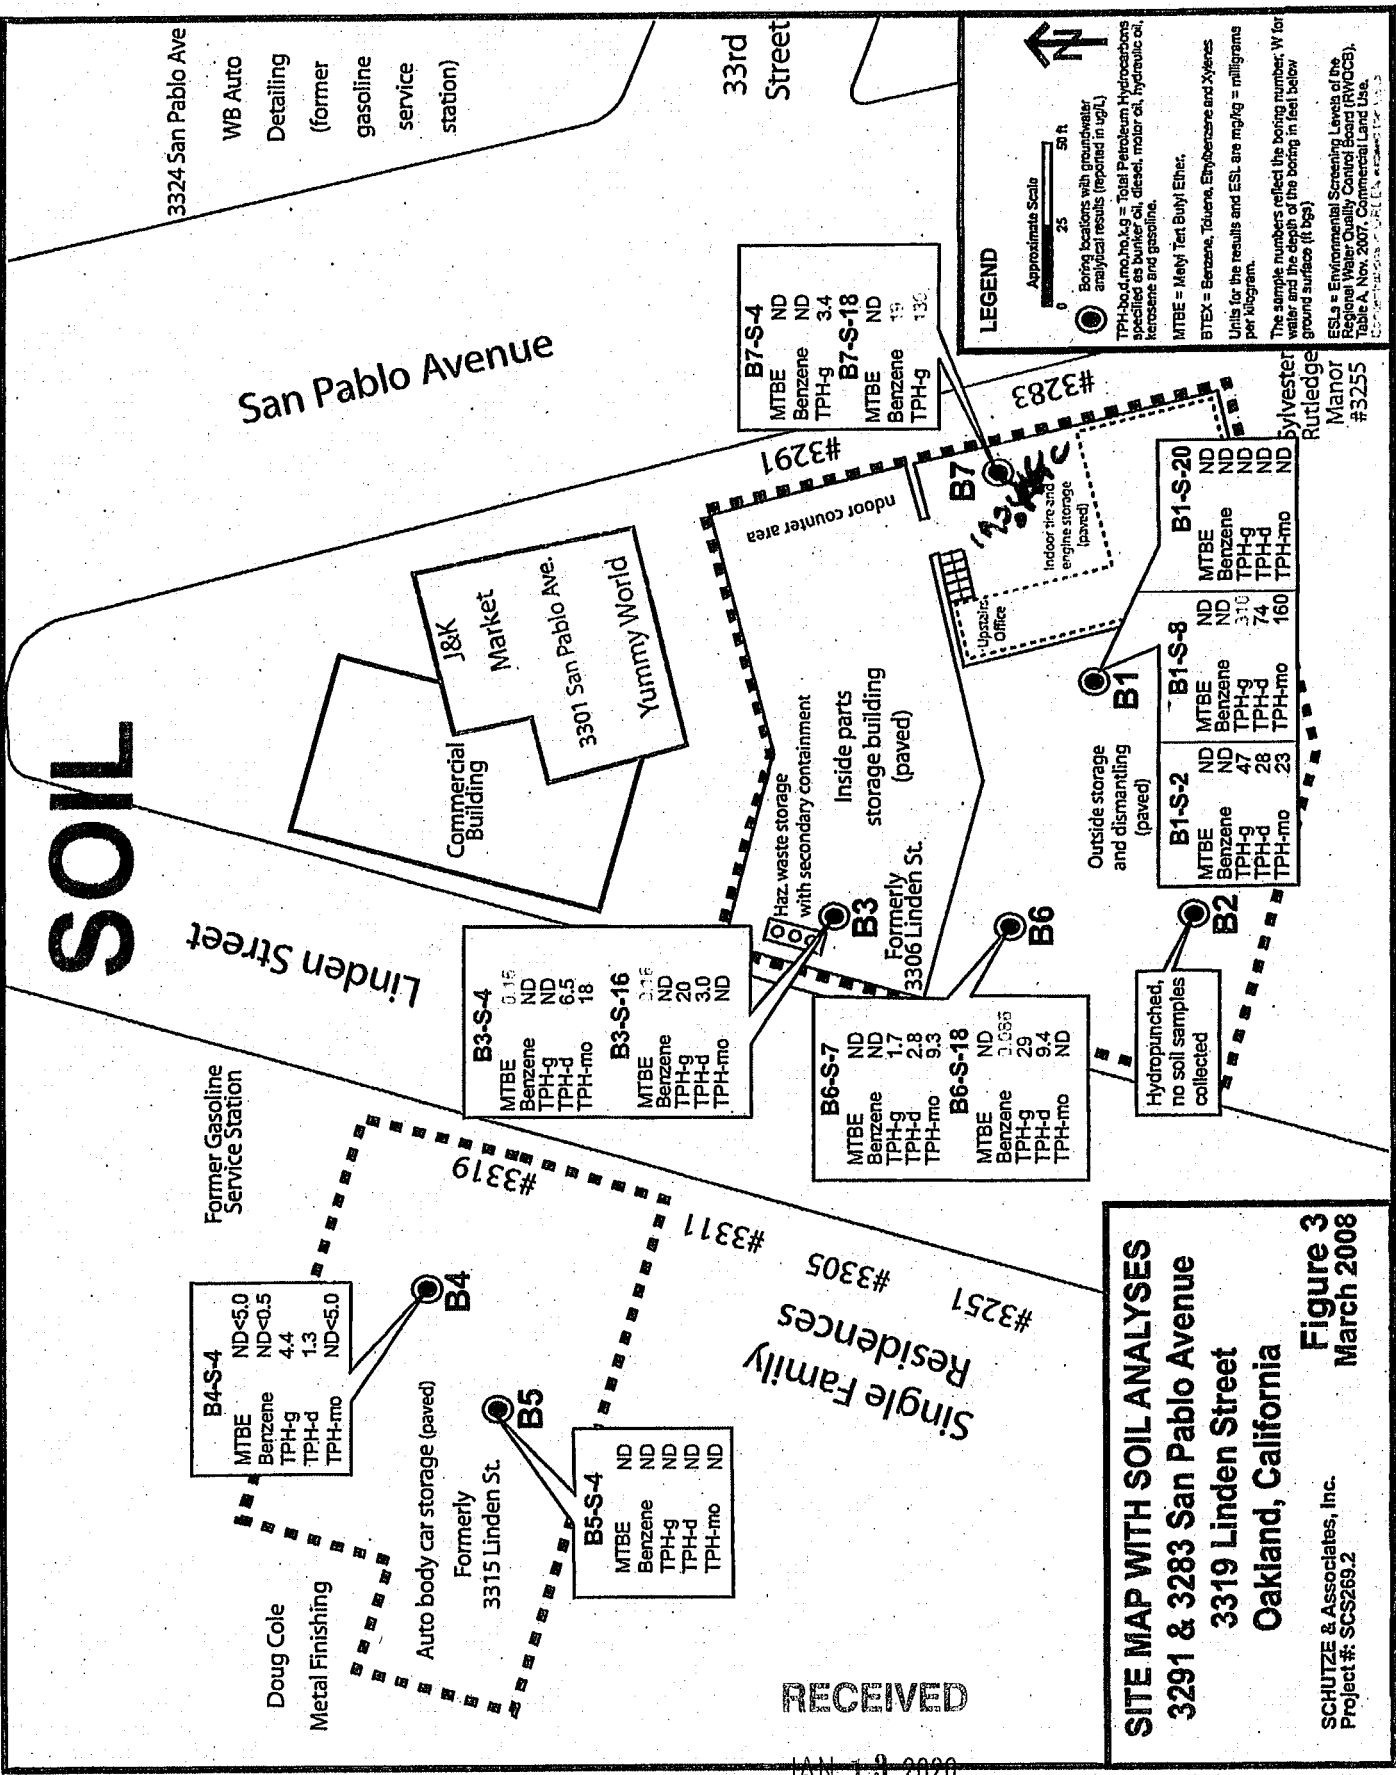 SOIL
3324 San Pablo Ave
WB Auto
Detailing
(former
gasoline
service
station)
33rd
Street
San Pablo Avenue
Linden Street
Former Gasoline
Service Station
Commercial
Building
J&K
Market
3301 San Pablo Ave.
Yummy World
B4-S-4
MTBE ND<5.0
Benzene ND<0.5
TPH-g 4.4
TPH-d 1.3
TPH-mo ND<5.0
B4
Doug Cole
Metal Finishing
Auto body car storage (paved)
Formerly
3315 Linden St.
B5
B5-S-4
MTBE ND
Benzene ND
TPH-g ND
TPH-d ND
TPH-mo ND
#3319
#3311
#3305
#3251
Single Family
Residences
B3-S-4
MTBE 0.15
Benzene ND
TPH-g ND
TPH-d 6.5
TPH-mo 18
B3-S-16
MTBE 0.16
Benzene ND
TPH-g 20
TPH-d 3.0
TPH-mo ND
Haz. waste storage
with secondary containment
B3
Formerly
3306 Linden St.
Inside parts
storage building
(paved)
ndoor counter area
#3291
#3283
B7-S-4
MTBE ND
Benzene ND
TPH-g 3.4
B7-S-18
MTBE ND
Benzene
TPH-g
B7
Indoor tire and
engine storage
(paved)
Upstairs
Office
B6-S-7
MTBE ND
Benzene ND
TPH-g 1.7
TPH-d 2.8
TPH-mo 9.3
B6-S-18
MTBE ND
Benzene 0.086
TPH-g 29
TPH-d 9.4
TPH-mo ND
B6
Outside storage
and dismantling
(paved)
B1
B2
Hydropunched,
no soil samples
collected
B1-S-2
MTBE ND
Benzene ND
TPH-g 47
TPH-d 28
TPH-mo 23
B1-S-8
MTBE ND
Benzene ND
TPH-g 310
TPH-d 74
TPH-mo 160
B1-S-20
MTBE ND
Benzene ND
TPH-g ND
TPH-d ND
TPH-mo ND
Sylvester
Rutledge
Manor
#3255
LEGEND
N
Approximate Scale
0 25 50 ft
Boring locations with groundwater
analytical results (reported in ug/L)
TPH-bo,d,mo,ho,k,g = Total Petroleum Hydrocarbons
specified as bunker oil, diesel, motor oil, hydraulic oil,
kerosene and gasoline.
MTBE = Metyl Tert Butyl Ether,
BTEX = Benzene, Toluene, Ethylbenzene and Xylenes
Units for the results and ESL are mg/kg = milligrams
per kilogram.
The sample numbers reflect the boring number, W for
water and the depth of the boring in feet below
ground surface (ft bgs)
ESLs = Environmental Screening Levels of the
Regional Water Quality Control Board (RWQCB),
Table A, Nov. 2007, Commercial Land Use.
SITE MAP WITH SOIL ANALYSES
3291 & 3283 San Pablo Avenue
3319 Linden Street
Oakland, California
SCHUTZE & Associates, Inc.
Project #: SCS269.2
Figure 3
March 2008
RECEIVED